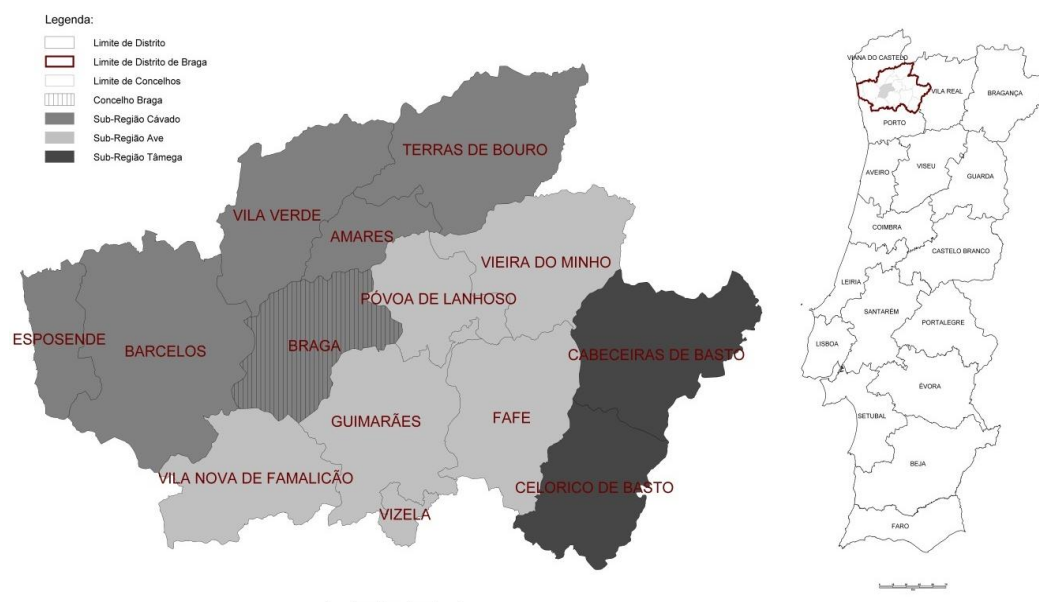 Legenda:
Limite de Distrito
Limite de Distrito de Braga
Limite de Concelhos
Concelho Braga
Sub-Região Cávado
Sub-Região Ave
Sub-Região Tâmega
TERRAS DE BOURO
VILA VERDE
AMARES
VIEIRA DO MINHO
PÓVOA DE LANHOSO
ESPOSENDE
BARCELOS
BRAGA
CABECEIRAS DE BASTO
GUIMARÃES
FAFE
VILA NOVA DE FAMALICÃO
CELORICO DE BASTO
VIZELA
VIANA DO CASTELO
VILA REAL
BRAGANÇA
PORTO
AVEIRO
VISEU
GUARDA
COIMBRA
CASTELO BRANCO
LEIRIA
SANTARÉM
PORTALEGRE
LISBOA
ÉVORA
SETUBAL
BEJA
FARO